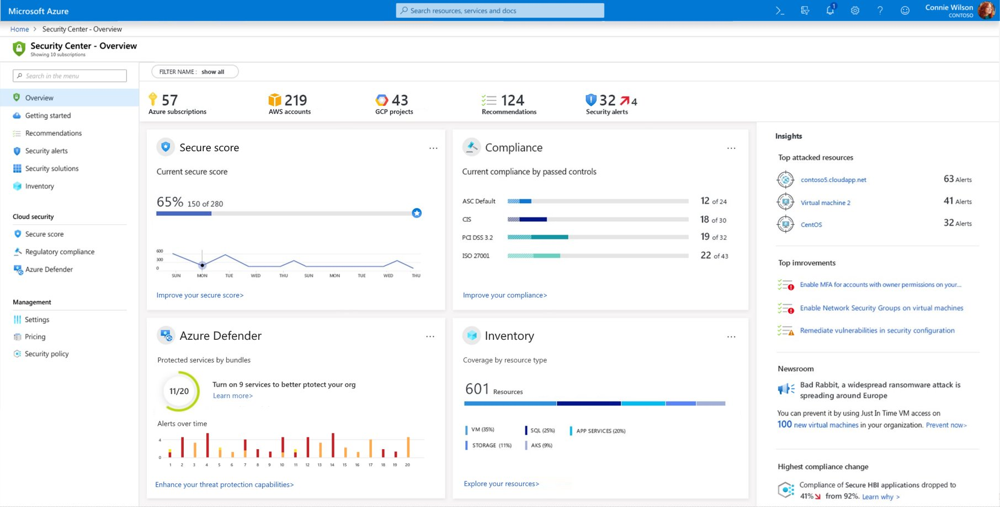 Microsoft Azure
Search resources, services and docs
1
Connie Wilson
CONTOSO
Home > Security Center - Overview
Security Center - Overview
Showing 10 subscriptions
Search in the menu
Overview
Getting started
Recommendations
Security alerts
Security solutions
Inventory
Cloud security
Secure score
Regulatory compliance
Azure Defender
Management
Settings
Pricing
Security policy
FILTER NAME : show all
57
Azure subscriptions
219
AWS accounts
43
GCP projects
124
Recommendations
32 4
Security alerts
Secure score
...
Current secure score
65% 150 of 280
600
300
0
SUN MON TUE WED THU SUN MON TUE WED THU
Improve your secure score>
Compliance
...
Current compliance by passed controls
ASC Default 12 of 24
CIS 18 of 30
PCI DSS 3.2 19 of 32
ISO 27001 22 of 43
Improve your compliance>
Azure Defender
...
Protected services by bundles
11/20
Turn on 9 services to better ptotect your org
Learn more>
Alerts over time
4
0
1 2 3 4 5 6 7 8 9 10 11 12 13 14 15 16 17 18 19 20
Enhance your threat protection capabilities>
Inventory
...
Coverage by resource type
601 Resources
VM (35%) SQL (25%) APP SERVICES (20%)
STORAGE (11%) AKS (9%)
Explore your resources>
Insights
Top attacked resources
contoso5.cloudapp.net 63 Alerts
Virtual machine 2 41 Alerts
CentOS 32 Alerts
Top imrovements
Enable MFA for accounts with owner permissions on your...
Enable Network Security Groups on virtual machines
Remediate vulnerabilities in security configuration
Newsroom
Bad Rabbit, a widespread ransomware attack is
spreading around Europe
You can prevent it by using Just In Time VM access on
100 new virtual machines in your organization. Prevent now>
Highest compliance change
Compliance of Secure HBI applications dropped to
41% from 92%. Learn why >